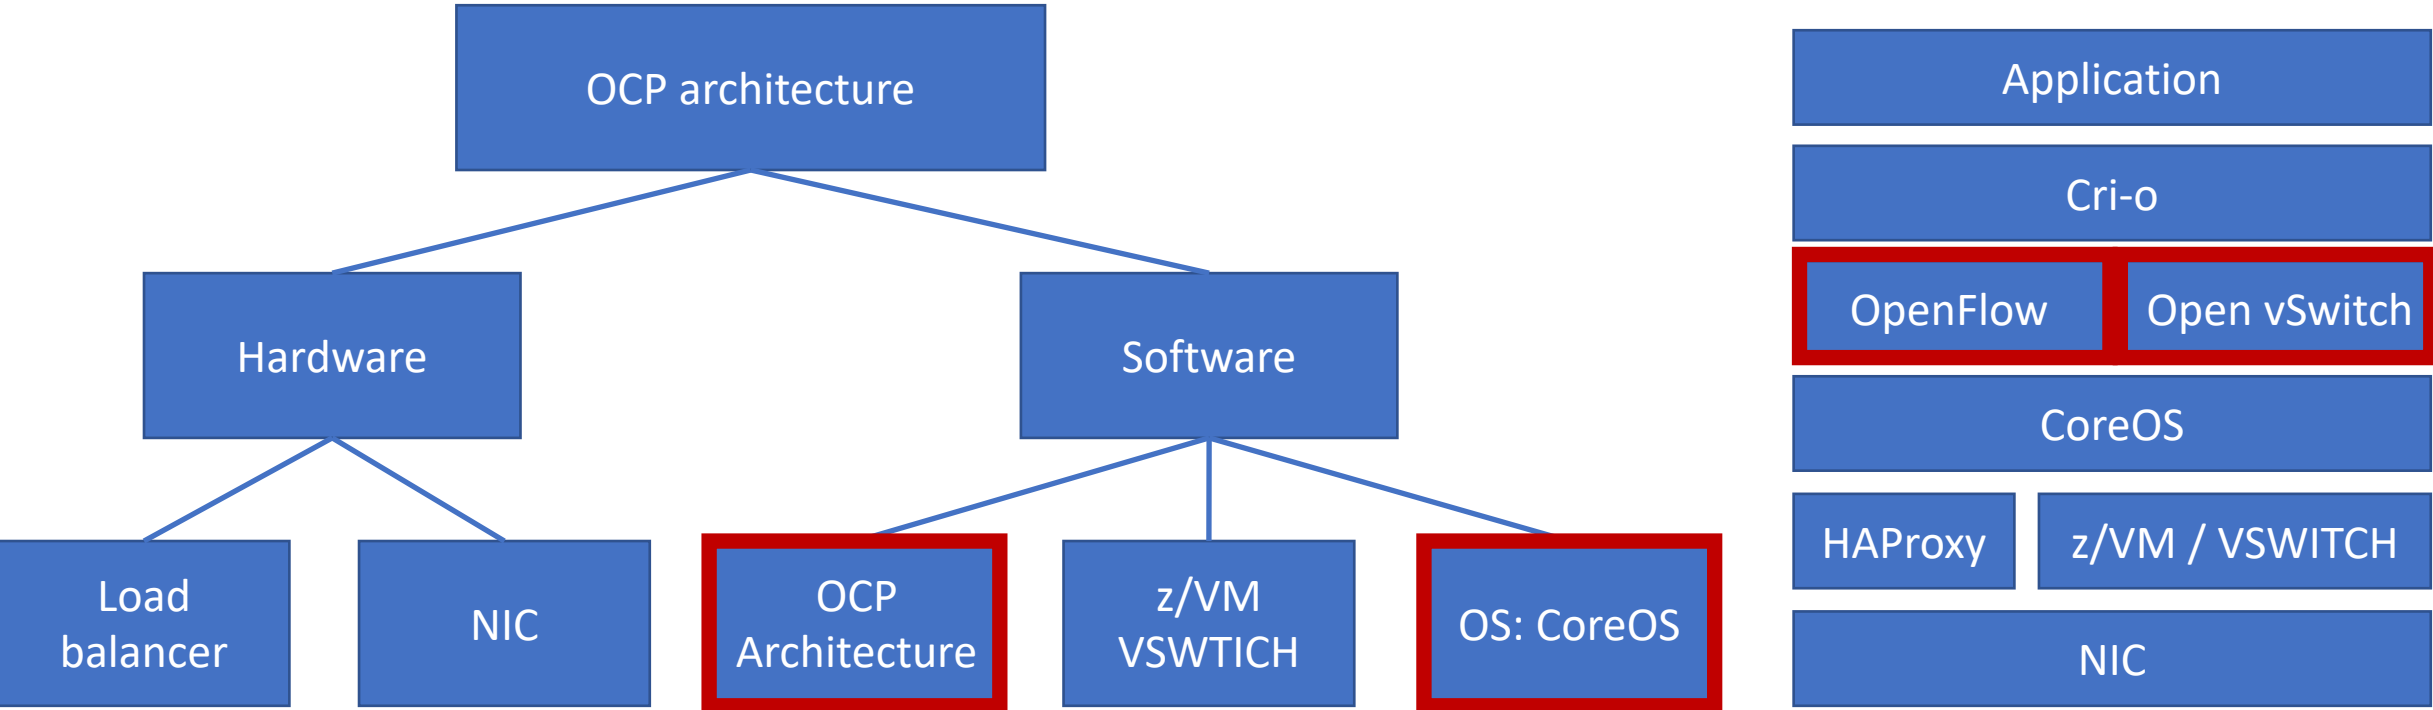 OCP architecture
Hardware
Software
Load
balancer
NIC
OCP
Architecture
z/VM
VSWTICH
OS: CoreOS
Application
Cri-o
OpenFlow
Open vSwitch
CoreOS
HAProxy
z/VM / VSWITCH
NIC